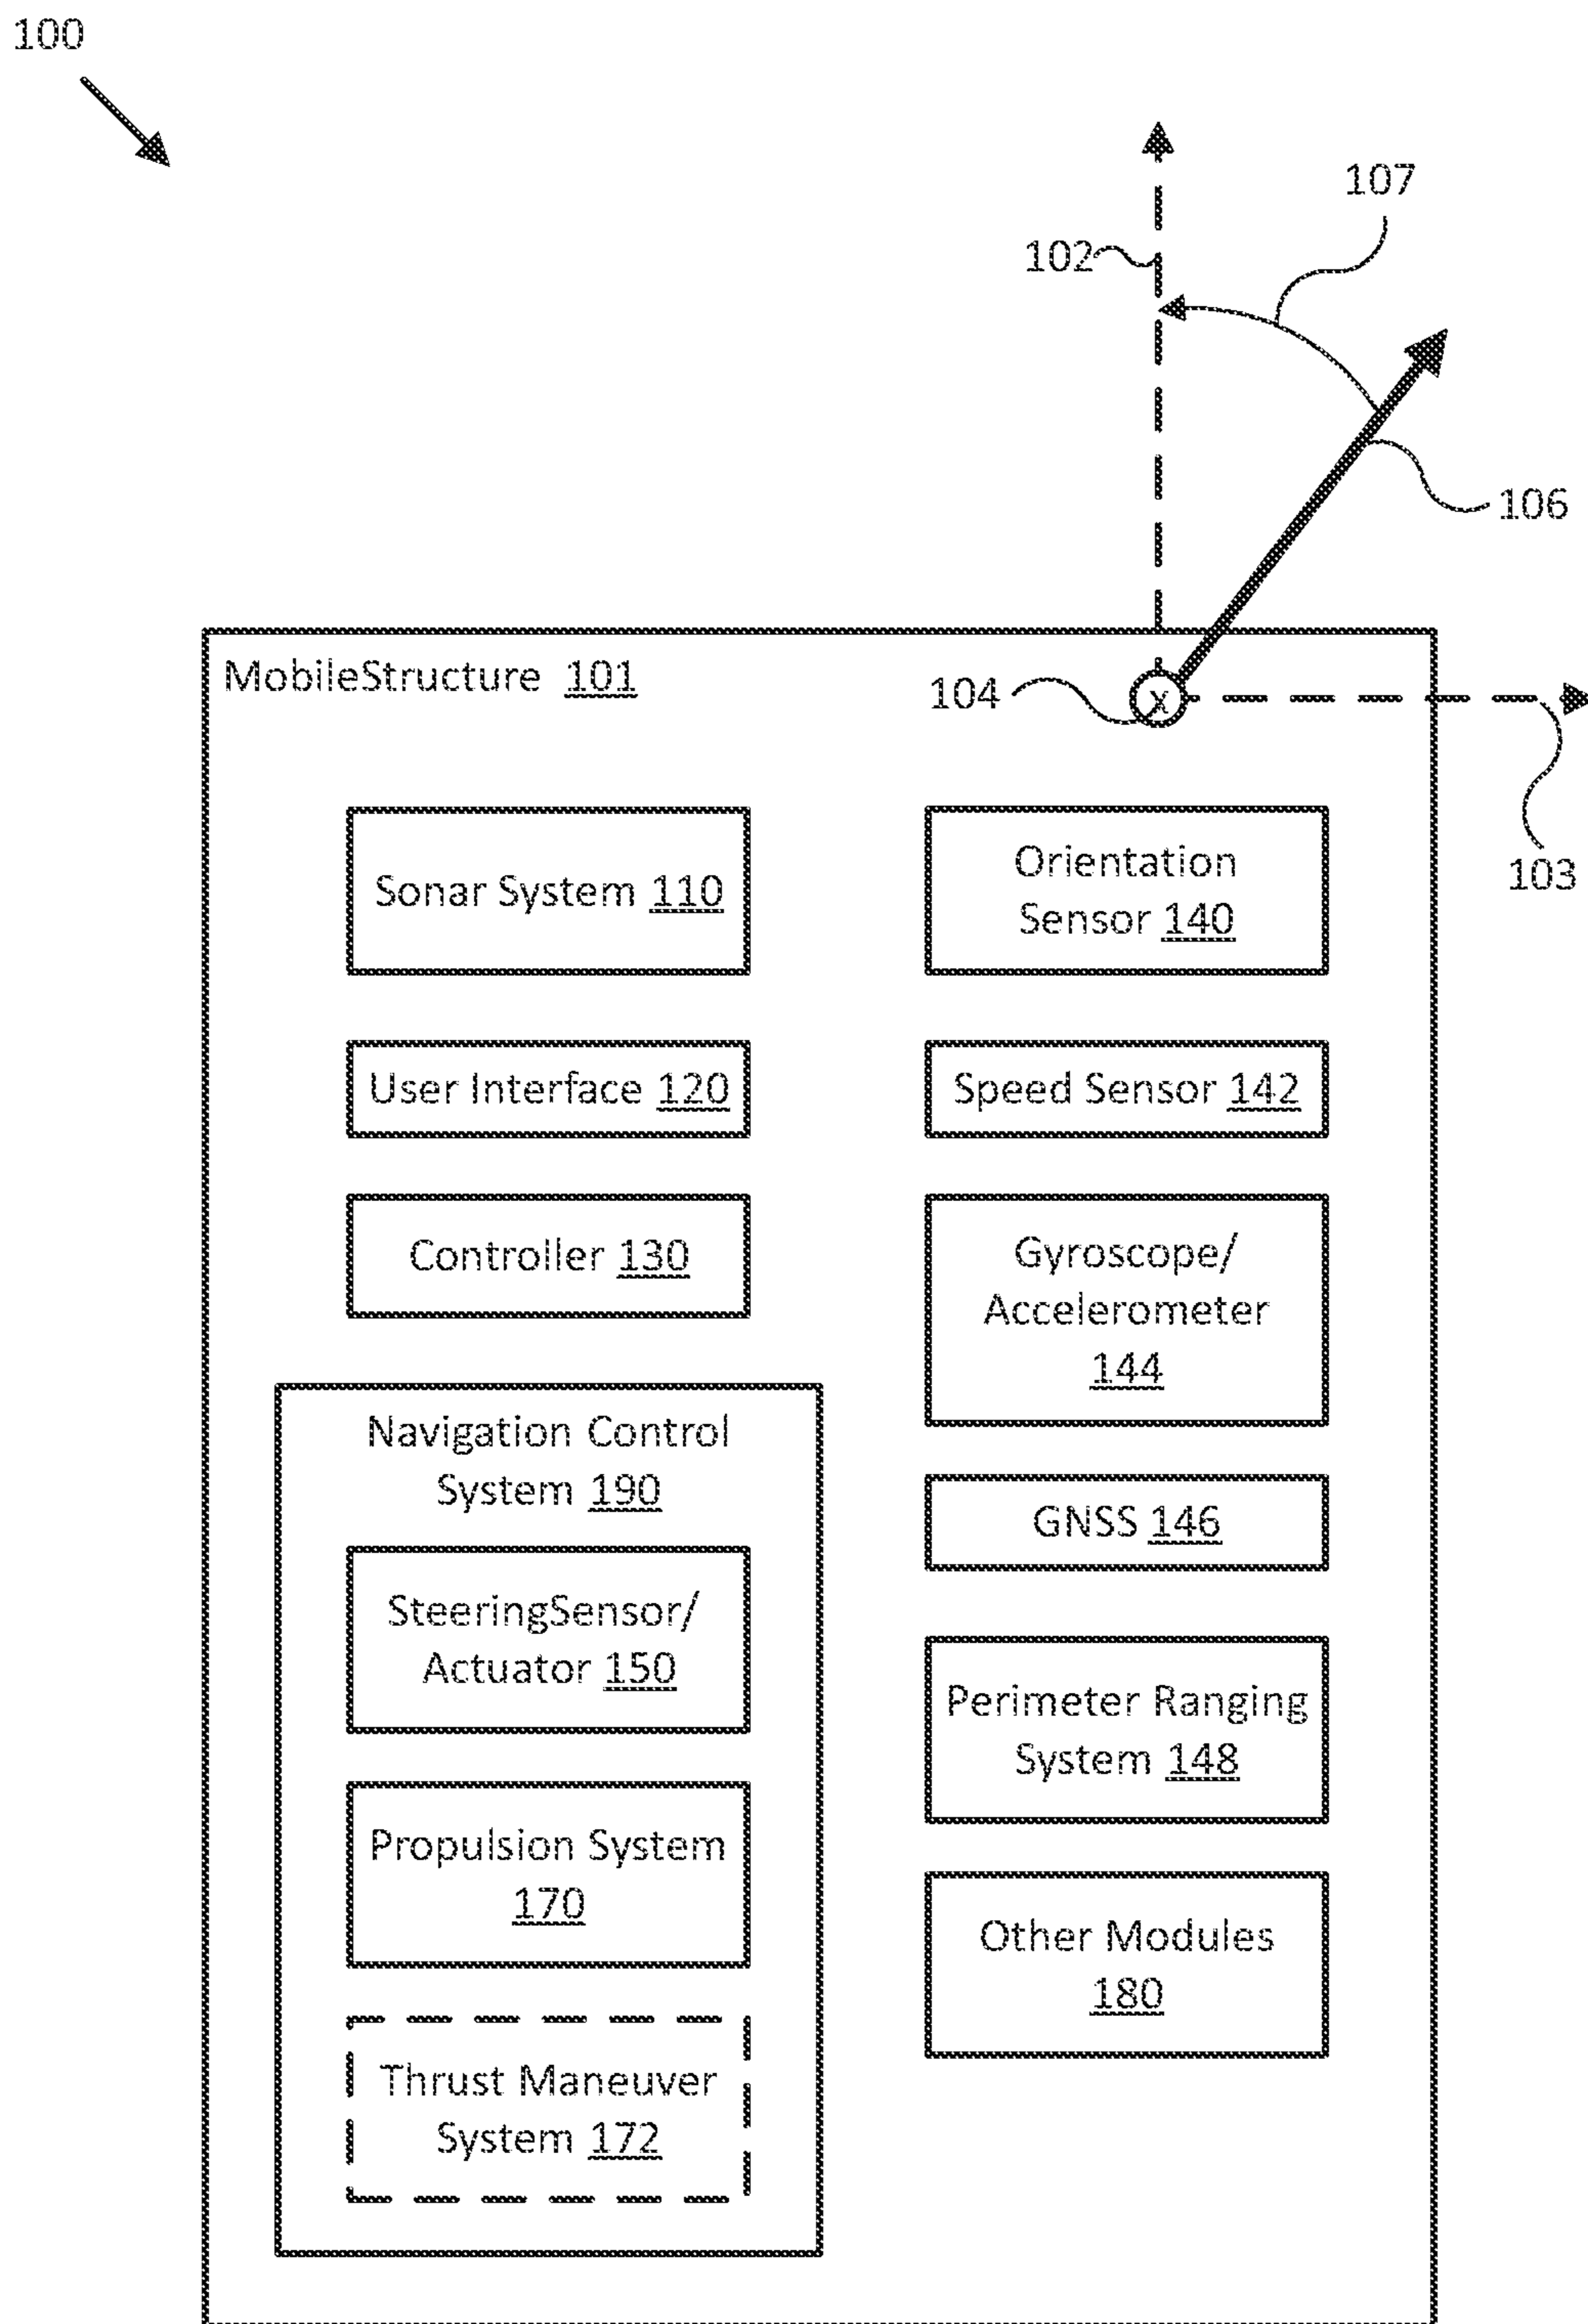 100
107
102
106
MobileStructure 101
104
103
Sonar System 110
Orientation
Sensor 140
User Interface 120
Speed Sensor 142
Controller 130
Gyroscope/
Accelerometer
144
Navigation Control
System 190
GNSS 146
SteeringSensor/
Actuator 150
Perimeter Ranging
System 148
Propulsion System
170
Other Modules
180
Thrust Maneuver
System 172
X